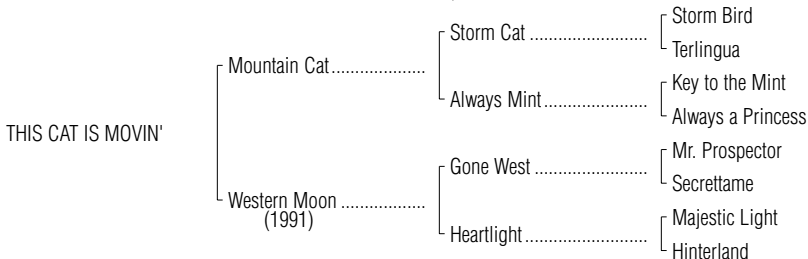 Storm Bird
Storm Cat ..........................
Terlingua
Mountain Cat.....................
Key to the Mint
Always Mint.......................
Always a Princess
THIS CAT IS MOVIN'
Mr. Prospector
Gone West .........................
Secrettame
Western Moon ...................
(1991)
Majestic Light
Heartlight...........................
Hinterland